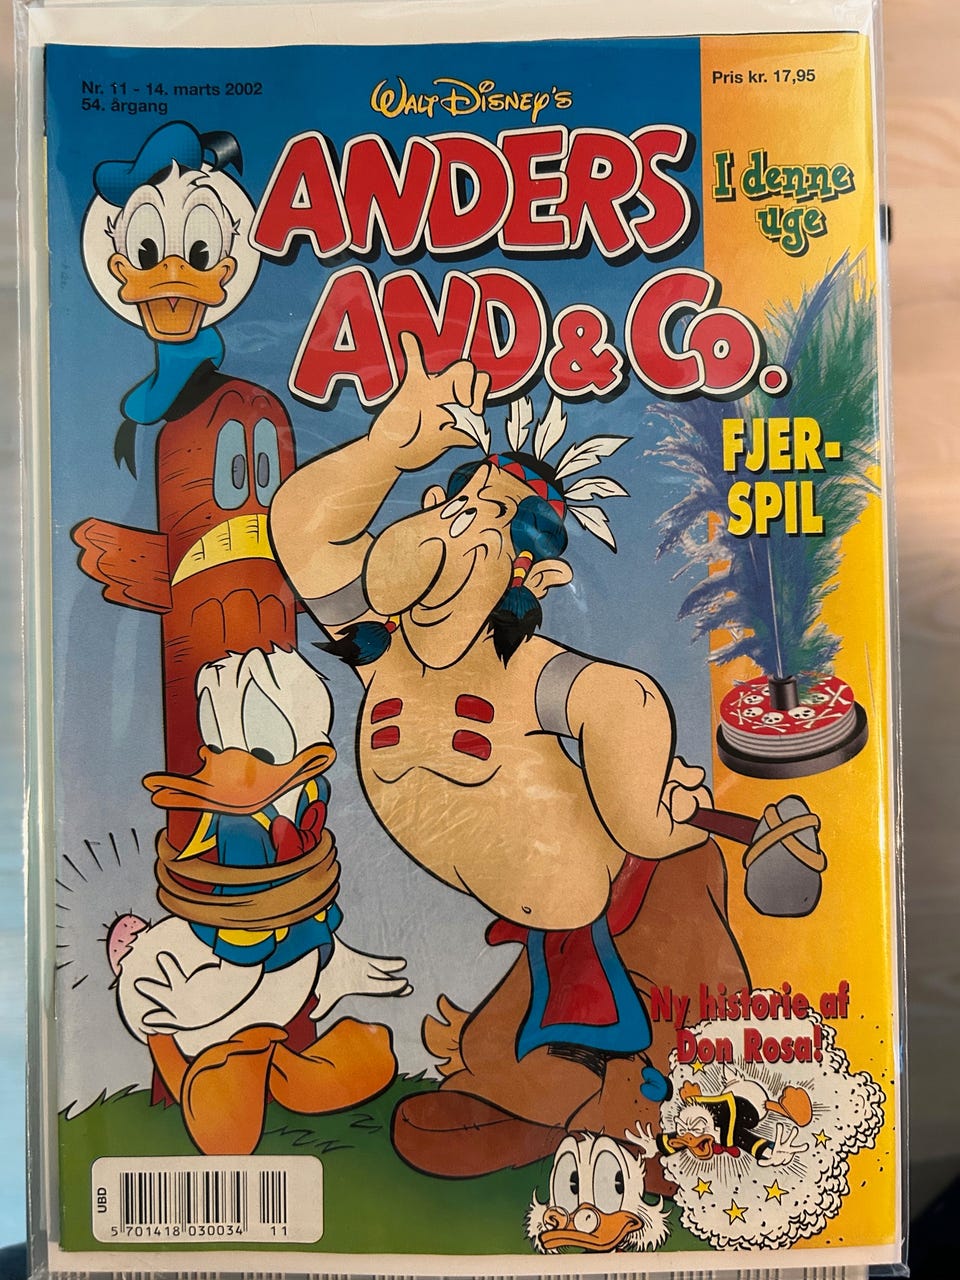 Nr. 11 - 14. marts 2002
54. årgang
WALT DISNEY'S
Pris kr. 17,95
ANDERS
AND & Co.
I denne
uge
FJER-
SPIL
Ny historie af
Don Rosa!
UBD
5 701418 030034 11